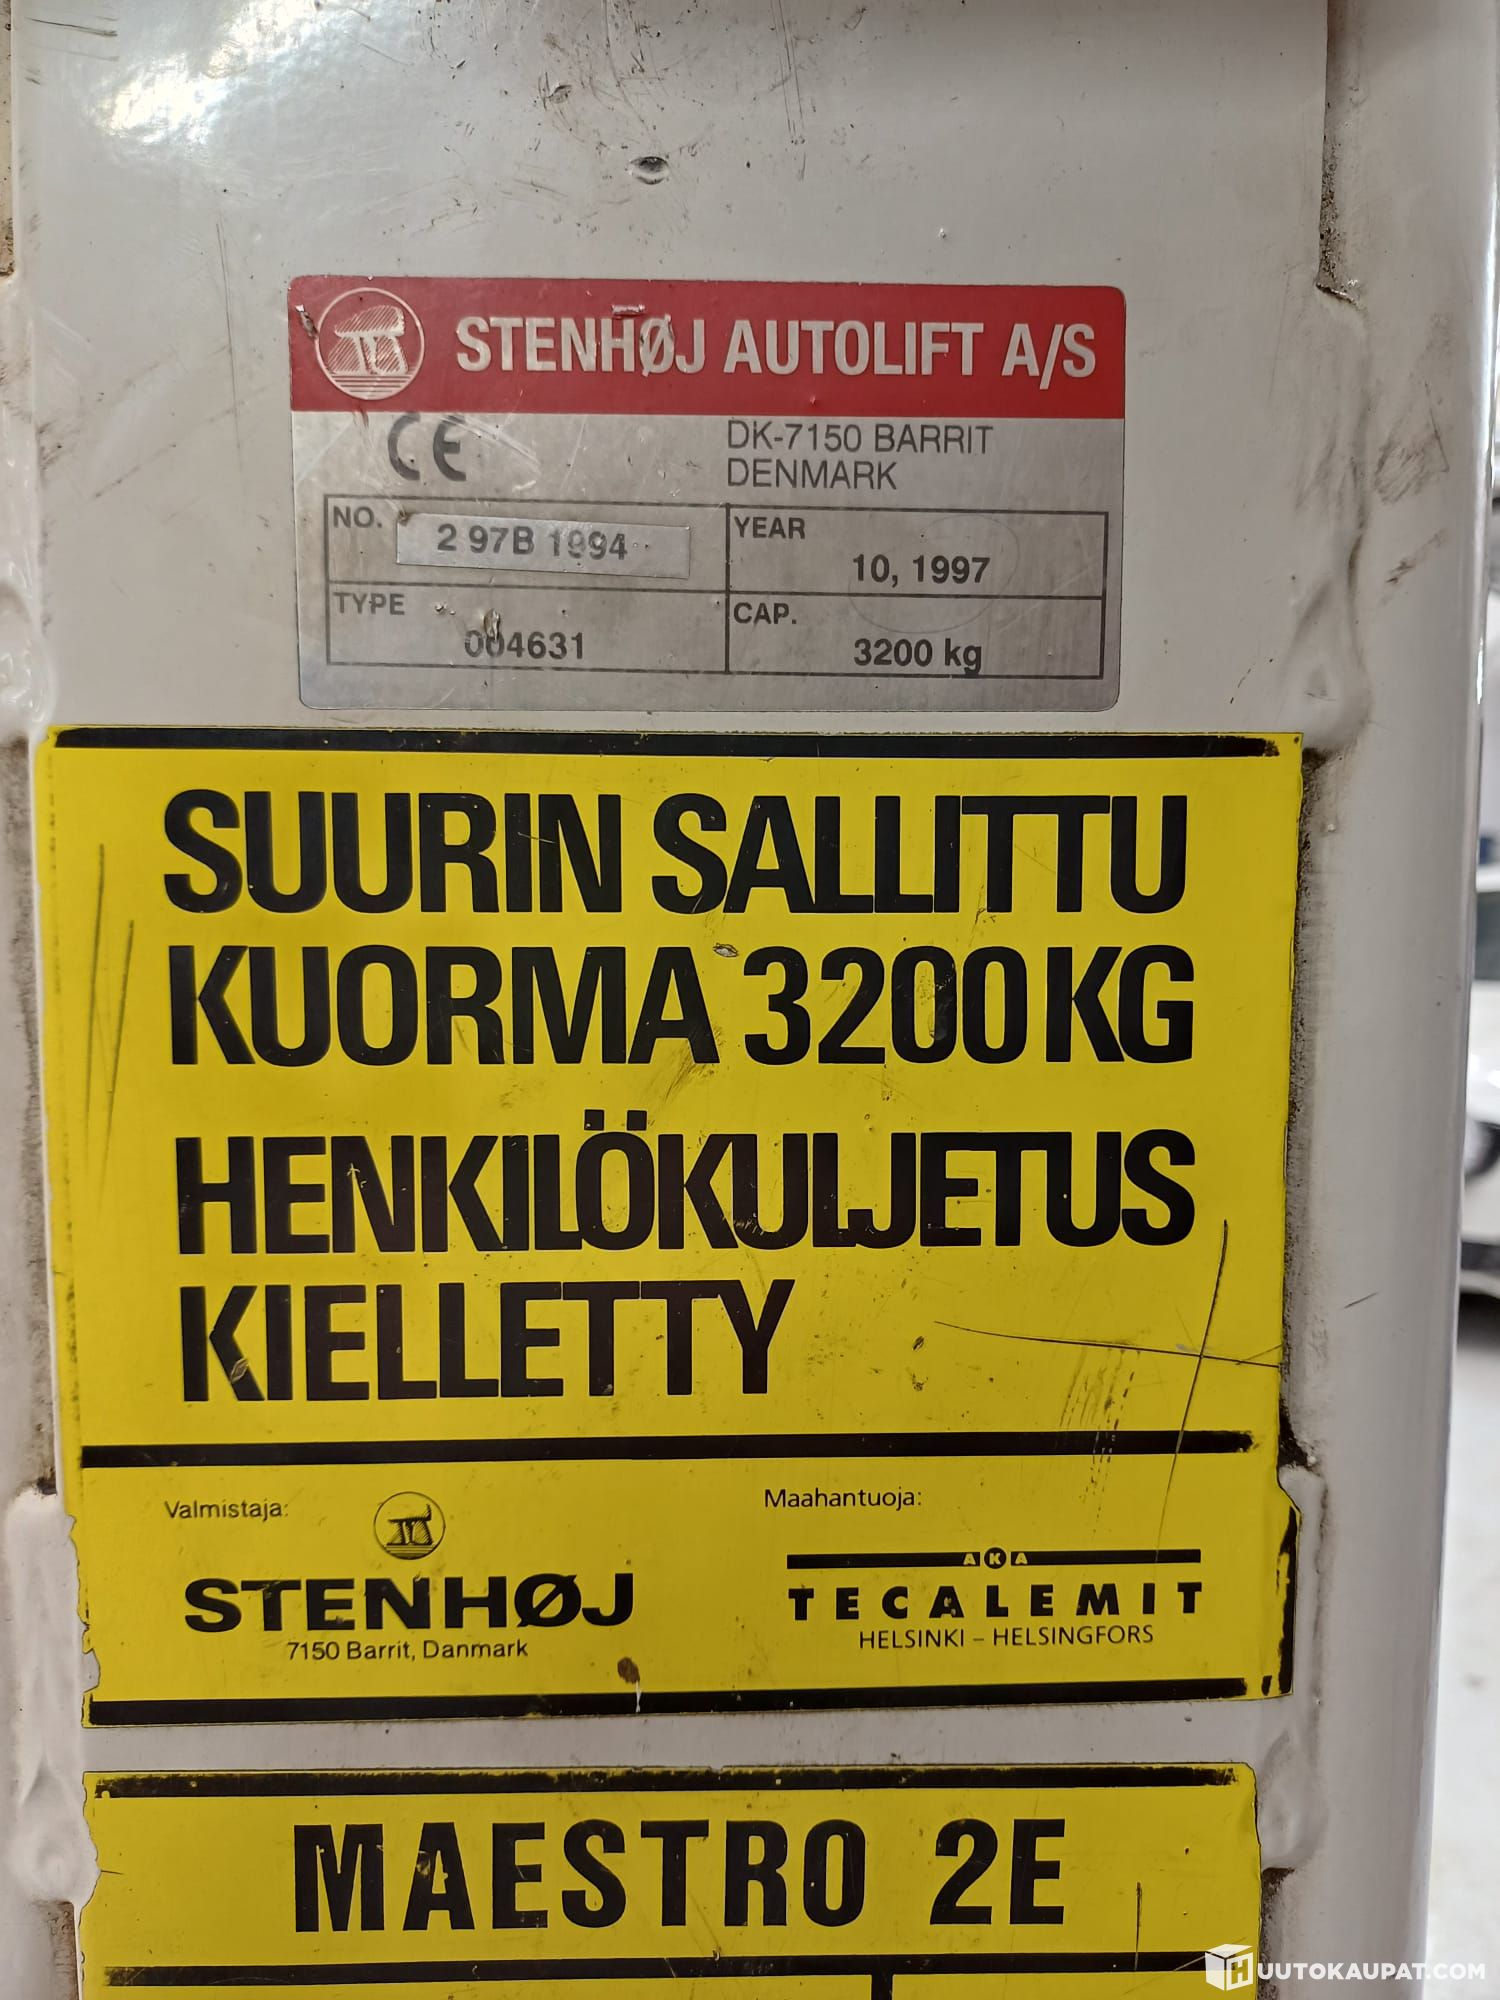 STENHØJ AUTOLIFT A/S
CE
DK-7150 BARRIT
DENMARK
NO. 2 97B 1994
YEAR 10, 1997
TYPE 004631
CAP. 3200 kg
SUURIN SALLITTU
KUORMA 3200KG
HENKILÖKULJETUS
KIELLETTY
Valmistaja:
STENHØJ
7150 Barrit, Danmark
Maahantuoja:
AKA
TECALEMIT
HELSINKI – HELSINGFORS
MAESTRO 2E
HUUTOKAUPAT.COM